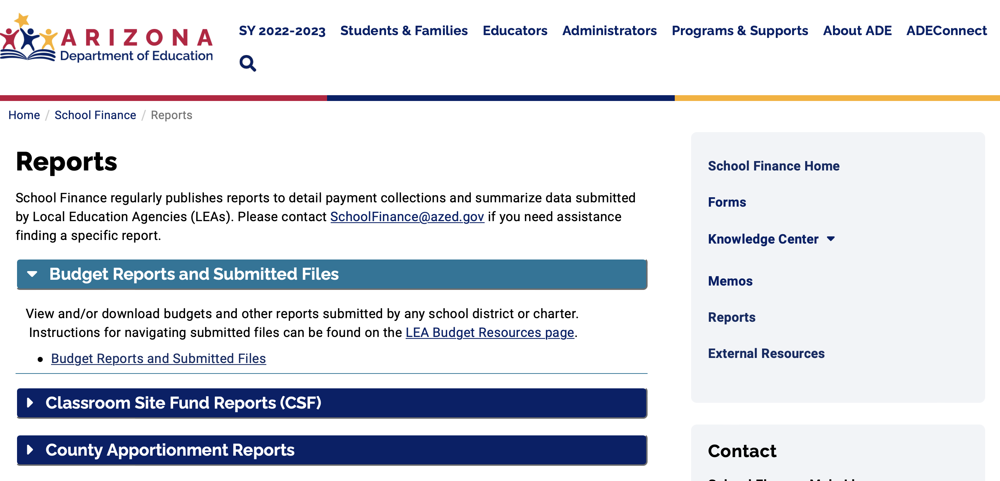 ARIZONA
Department of Education
SY 2022-2023 Students & Families Educators Administrators Programs & Supports About ADE ADEConnect
Home / School Finance / Reports
Reports
School Finance regularly publishes reports to detail payment collections and summarize data submitted
by Local Education Agencies (LEAs). Please contact SchoolFinance@azed.gov if you need assistance
finding a specific report.
Budget Reports and Submitted Files
View and/or download budgets and other reports submitted by any school district or charter.
Instructions for navigating submitted files can be found on the LEA Budget Resources page.
• Budget Reports and Submitted Files
Classroom Site Fund Reports (CSF)
County Apportionment Reports
School Finance Home
Forms
Knowledge Center
Memos
Reports
External Resources
Contact